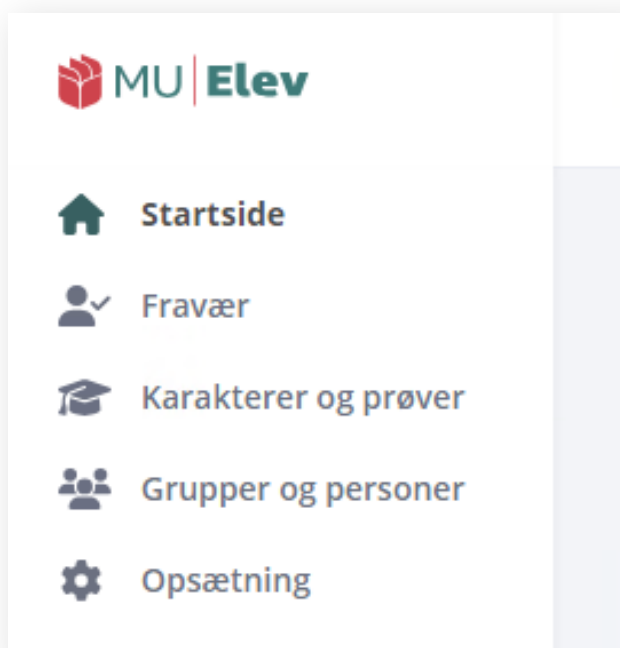 MU|Elev
Startside
Fravær
Karakterer og prøver
Grupper og personer
Opsætning